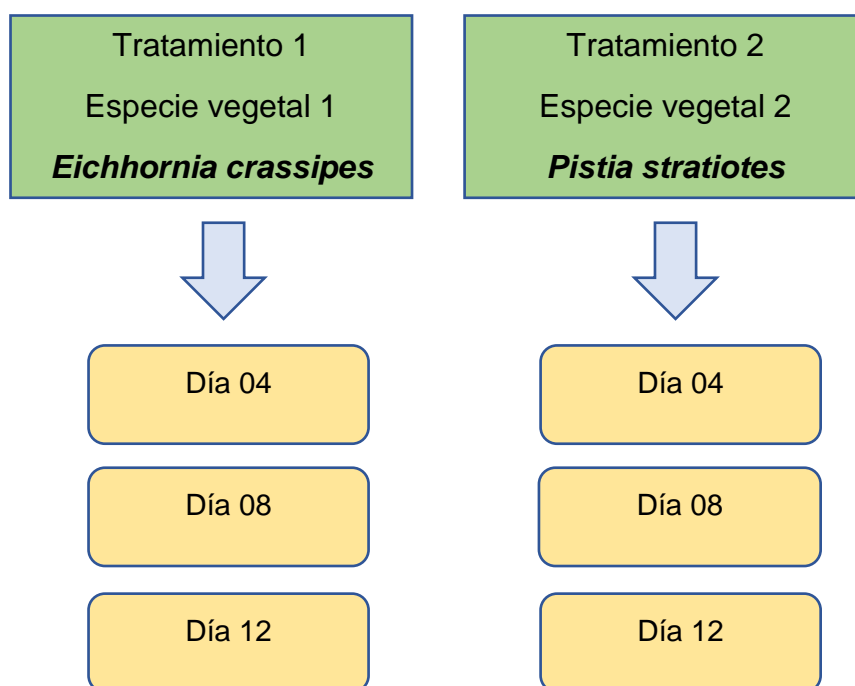 Tratamiento 1
Especie vegetal 1
Eichhornia crassipes
Día 04
Día 08
Día 12
Tratamiento 2
Especie vegetal 2
Pistia stratiotes
Día 04
Día 08
Día 12